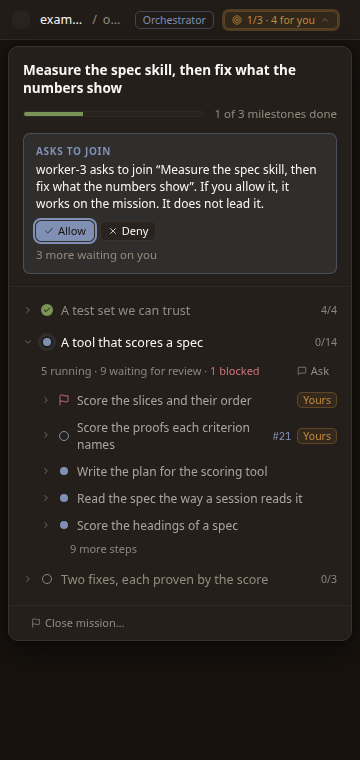 exam... / o... Orchestrator 1/3 · 4 for you
Measure the spec skill, then fix what the
numbers show
1 of 3 milestones done
ASKS TO JOIN
worker-3 asks to join “Measure the spec skill, then
fix what the numbers show”. If you allow it, it
works on the mission. It does not lead it.
Allow Deny
3 more waiting on you
A test set we can trust 4/4
A tool that scores a spec 0/14
5 running · 9 waiting for review · 1 blocked Ask
Score the slices and their order Yours
Score the proofs each criterion
names #21 Yours
Write the plan for the scoring tool
Read the spec the way a session reads it
Score the headings of a spec
9 more steps
Two fixes, each proven by the score 0/3
Close mission...